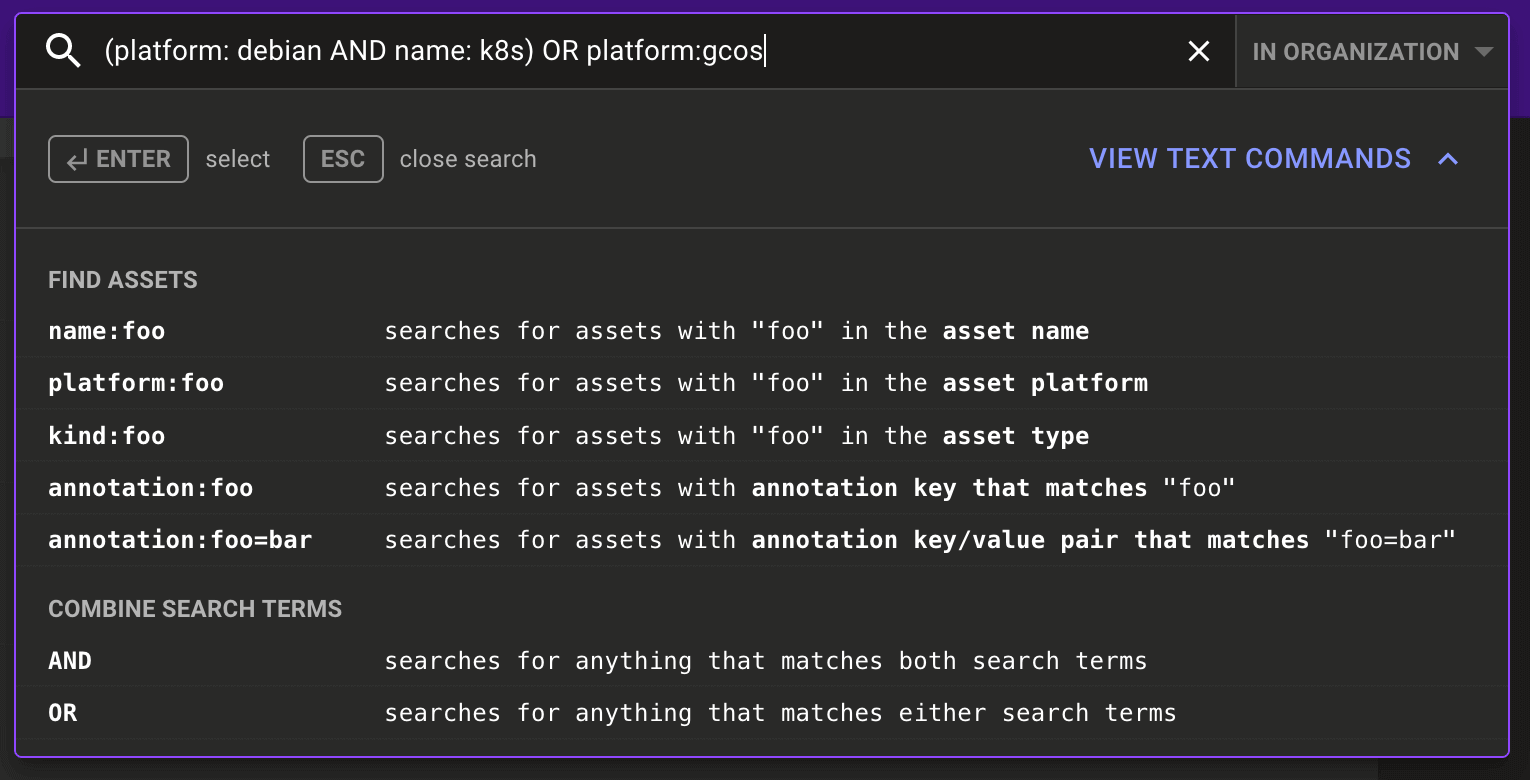 (platform: debian AND name: k8s) OR platform:gcos
IN ORGANIZATION
ENTER select ESC close search
VIEW TEXT COMMANDS
FIND ASSETS
name:foo searches for assets with "foo" in the asset name
platform:foo searches for assets with "foo" in the asset platform
kind:foo searches for assets with "foo" in the asset type
annotation:foo searches for assets with annotation key that matches "foo"
annotation:foo=bar searches for assets with annotation key/value pair that matches "foo=bar"
COMBINE SEARCH TERMS
AND searches for anything that matches both search terms
OR searches for anything that matches either search terms